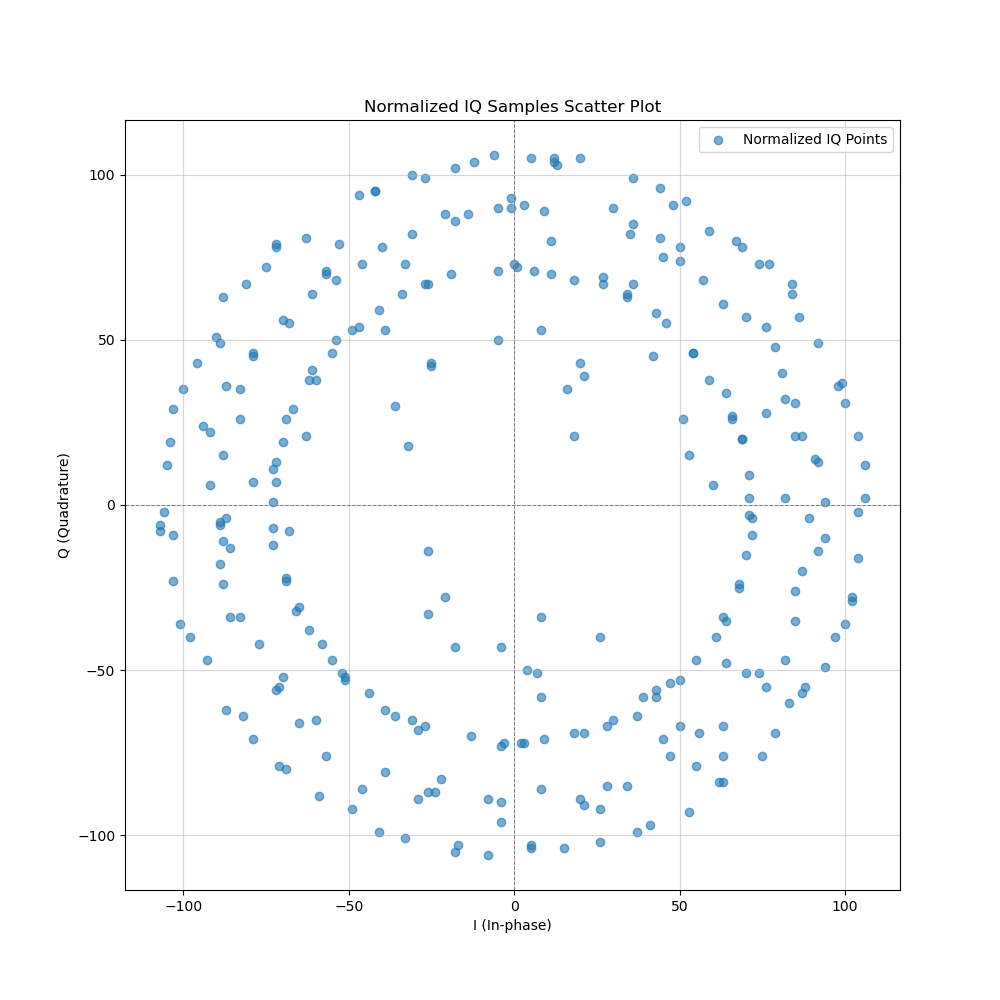 Normalized IQ Samples Scatter Plot
Normalized IQ Points
100
50
0
−50
−100
Q (Quadrature)
−100 −50 0 50 100
I (In-phase)